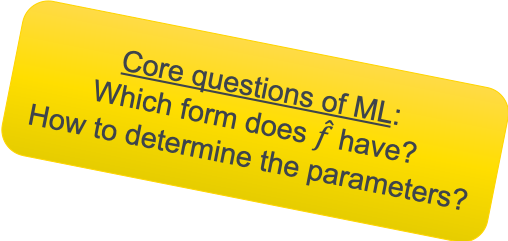 Core questions of ML:
Which form does f̂ have?
How to determine the parameters?